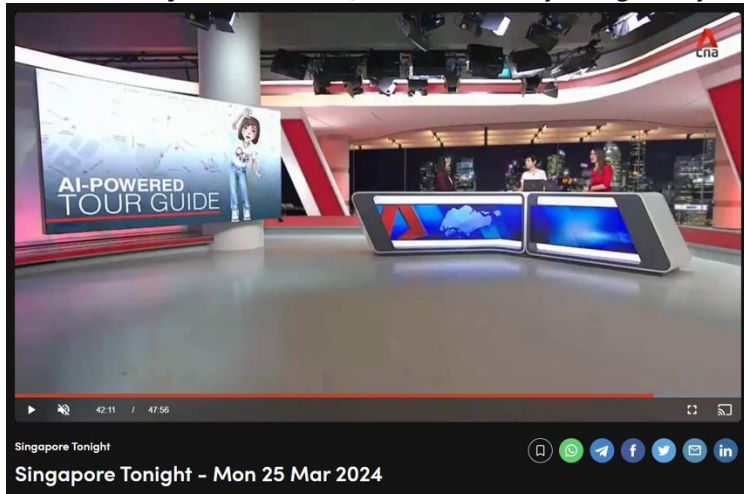 cna
AI-POWERED
TOUR GUIDE
42:11 / 47:56
Singapore Tonight
Singapore Tonight - Mon 25 Mar 2024